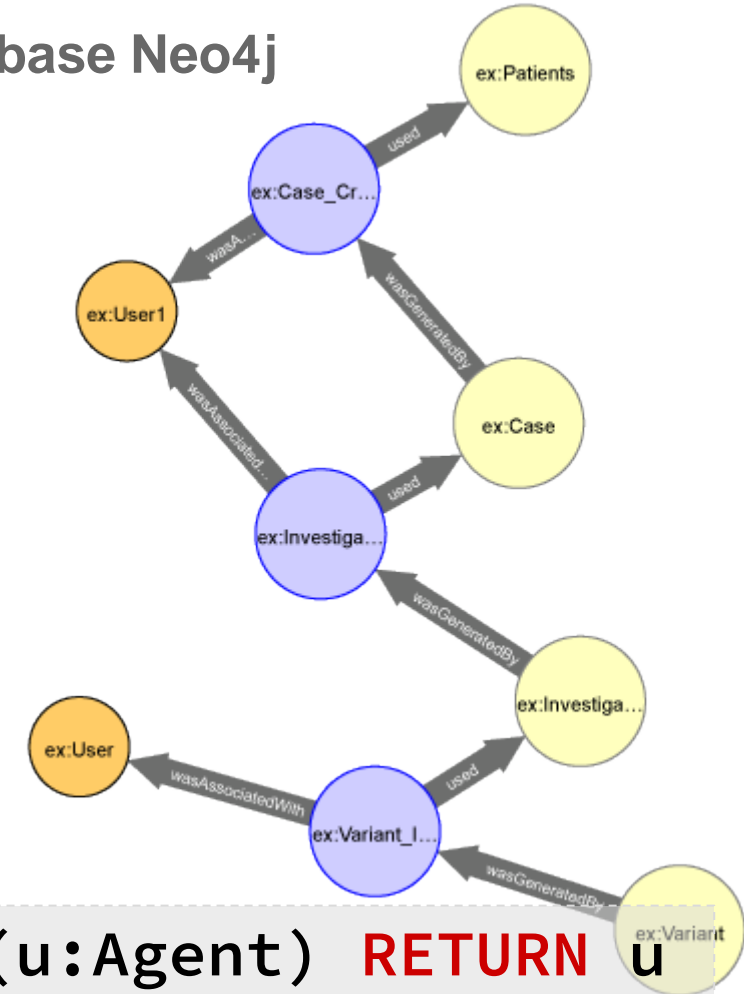 base Neo4j
ex:Patients
used
ex:Case_Cr...
wasA...
ex:User1
wasGeneratedBy
wasAssociated...
ex:Case
used
ex:Investiga...
wasGeneratedBy
ex:Investiga...
ex:User
wasAssociatedWith
used
ex:Variant_I...
wasGeneratedBy
ex:Variant
(u:Agent) RETURN u